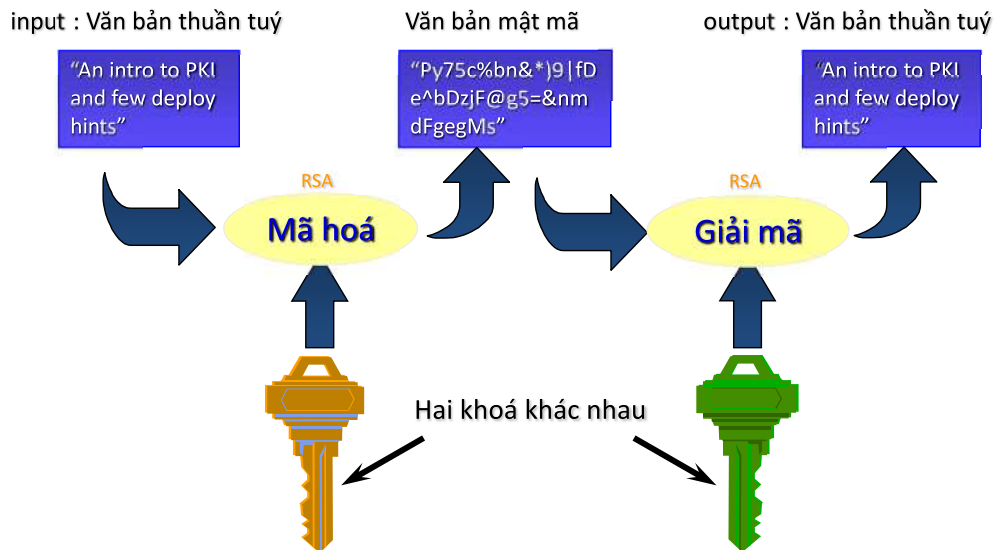 input : Văn bản thuần tuý
Văn bản mật mã
output : Văn bản thuần tuý
“An intro to PKI
and few deploy
hints”
“Py75c%bn&*)9|fD
e^bDzjF@g5=&nm
dFgegMs”
“An intro to PKI
and few deploy
hints”
RSA
Mã hoá
RSA
Giải mã
Hai khoá khác nhau